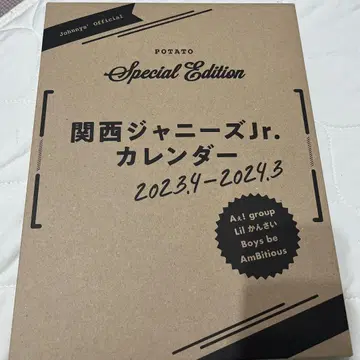 Johnnys' Official
POTATO
Special Edition
関西ジャニーズJr.
カレンダー
2023.4-2024.3
Aぇ! group
Lil かんさい
Boys be
AmBitious